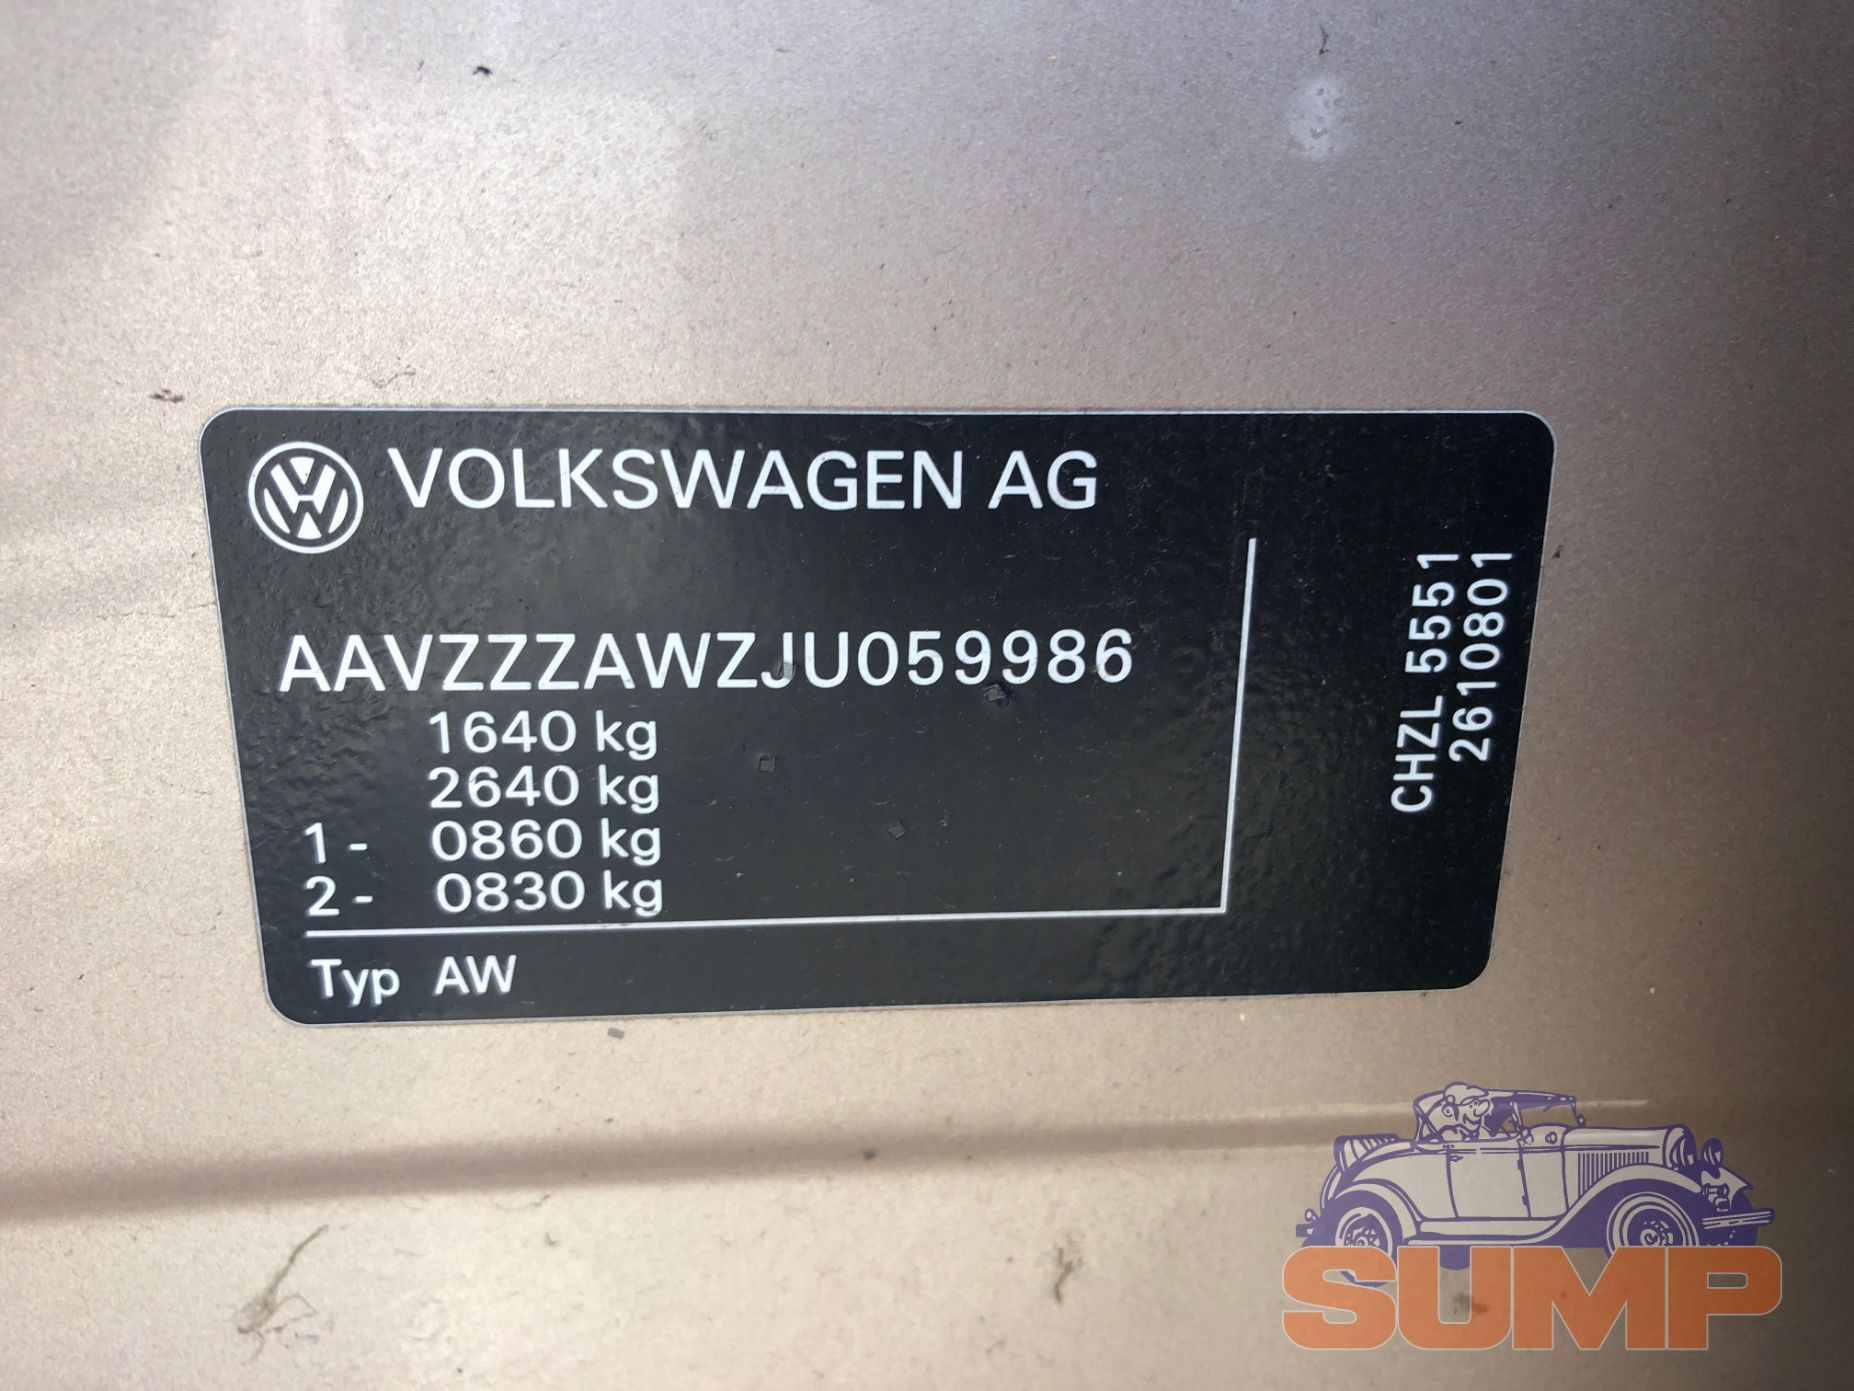 VOLKSWAGEN AG
AAVZZZAWZJU059986
1640 kg
2640 kg
1- 0860 kg
2- 0830 kg
Typ AW
CHZL 5551
2610801
SUMP